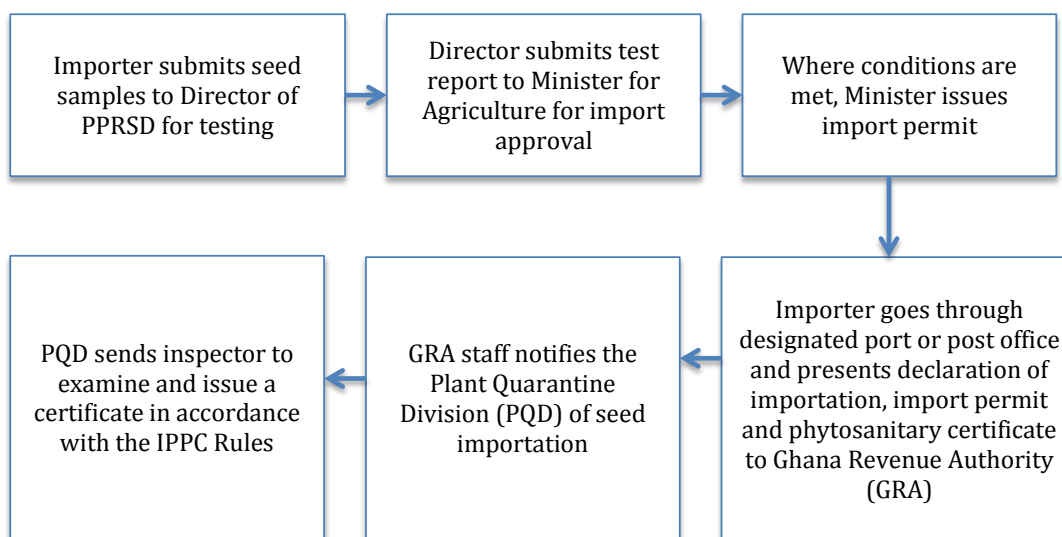 Importer submits seed
samples to Director of
PPRSD for testing
Director submits test
report to Minister for
Agriculture for import
approval
Where conditions are
met, Minister issues
import permit
Importer goes through
designated port or post office
and presents declaration of
importation, import permit
and phytosanitary certificate
to Ghana Revenue Authority
(GRA)
GRA staff notifies the
Plant Quarantine
Division (PQD) of seed
importation
PQD sends inspector to
examine and issue a
certificate in accordance
with the IPPC Rules